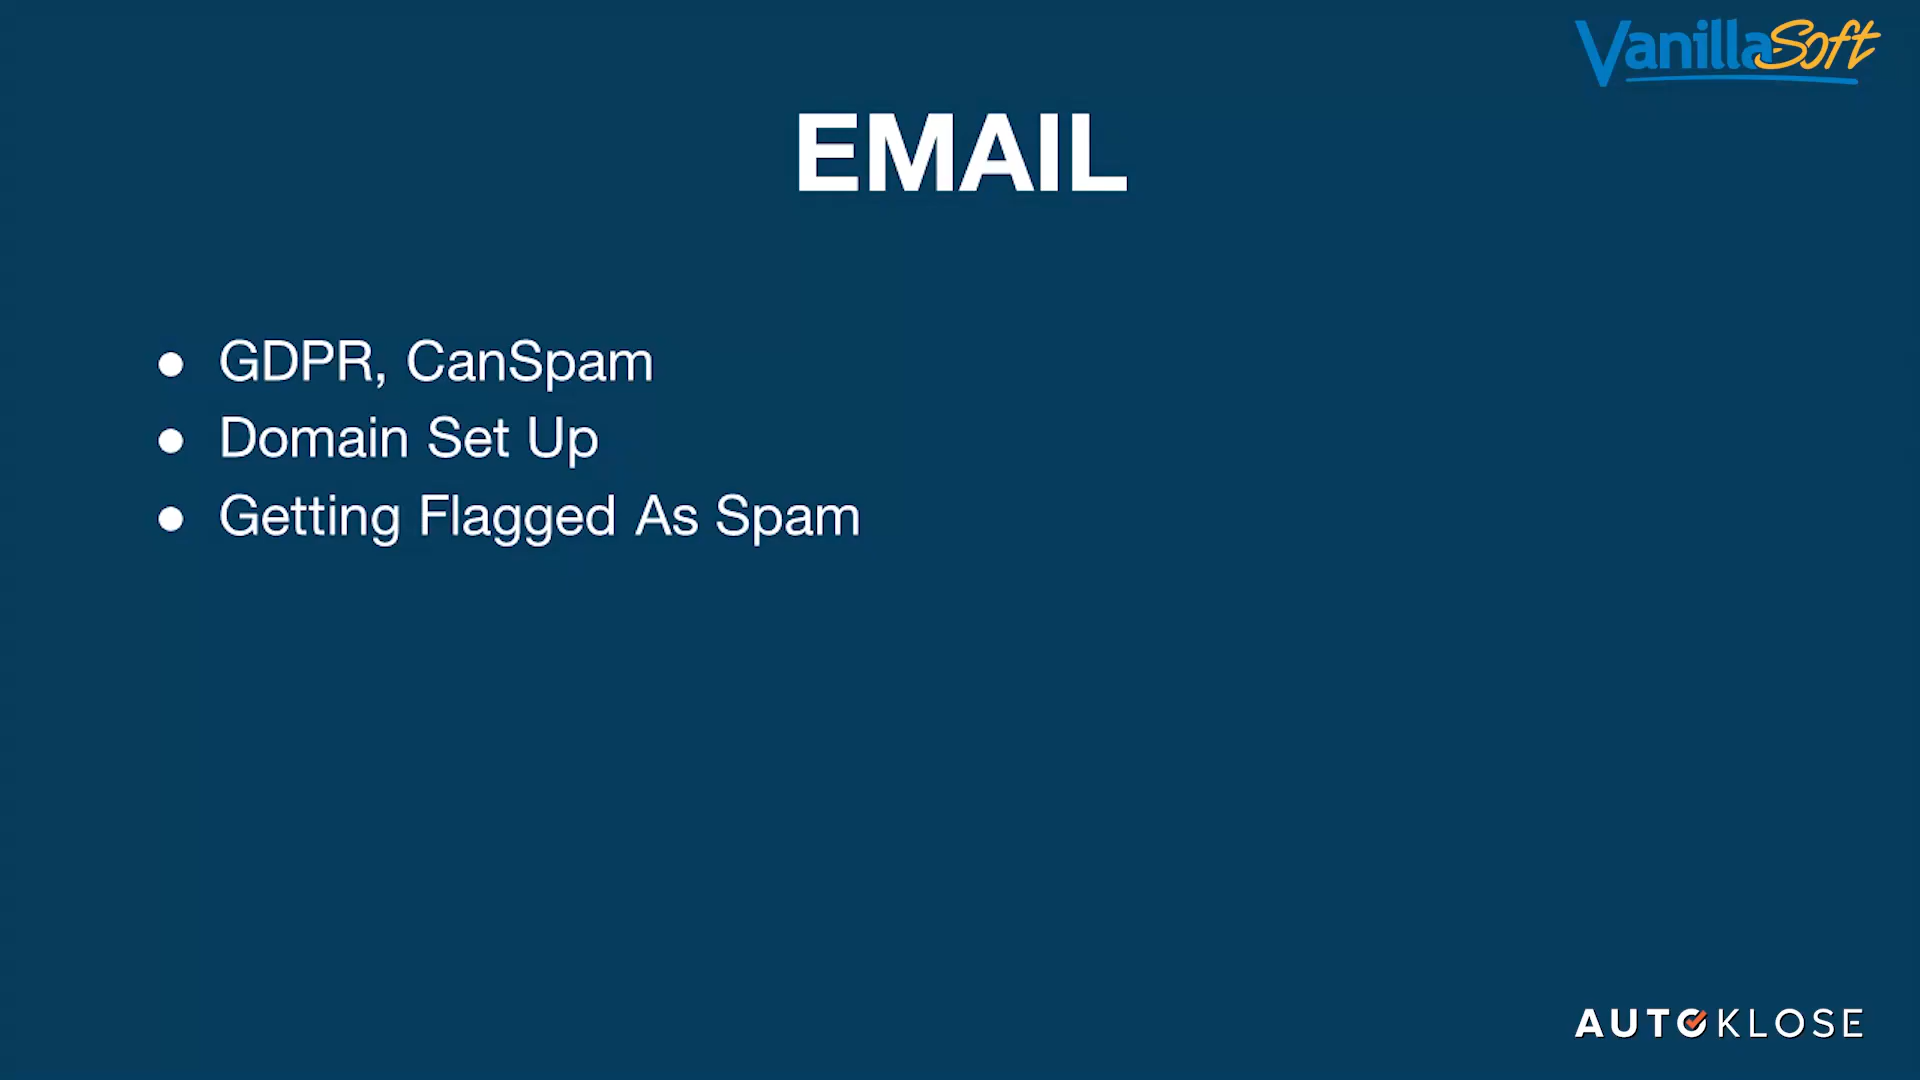 VanillaSoft
EMAIL
● GDPR, CanSpam
● Domain Set Up
● Getting Flagged As Spam
AUTOKLOSE